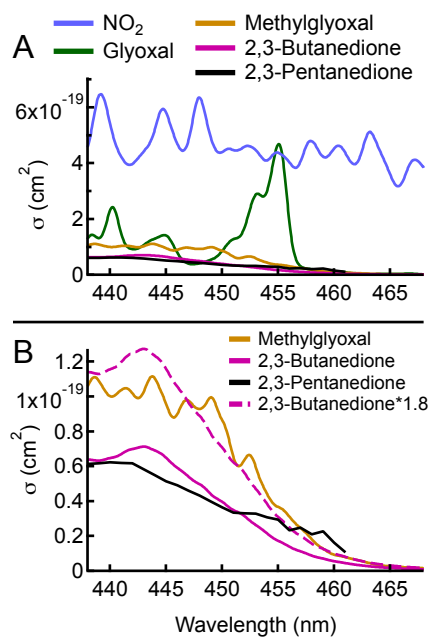 NO2
Glyoxal
Methylglyoxal
2,3-Butanedione
2,3-Pentanedione
A
6x10-19
4
2
0
σ (cm2)
440 445 450 455 460 465
B
Methylglyoxal
2,3-Butanedione
2,3-Pentanedione
2,3-Butanedione*1.8
1.2
1x10-19
0.8
0.6
0.4
0.2
0
σ (cm2)
440 445 450 455 460 465
Wavelength (nm)